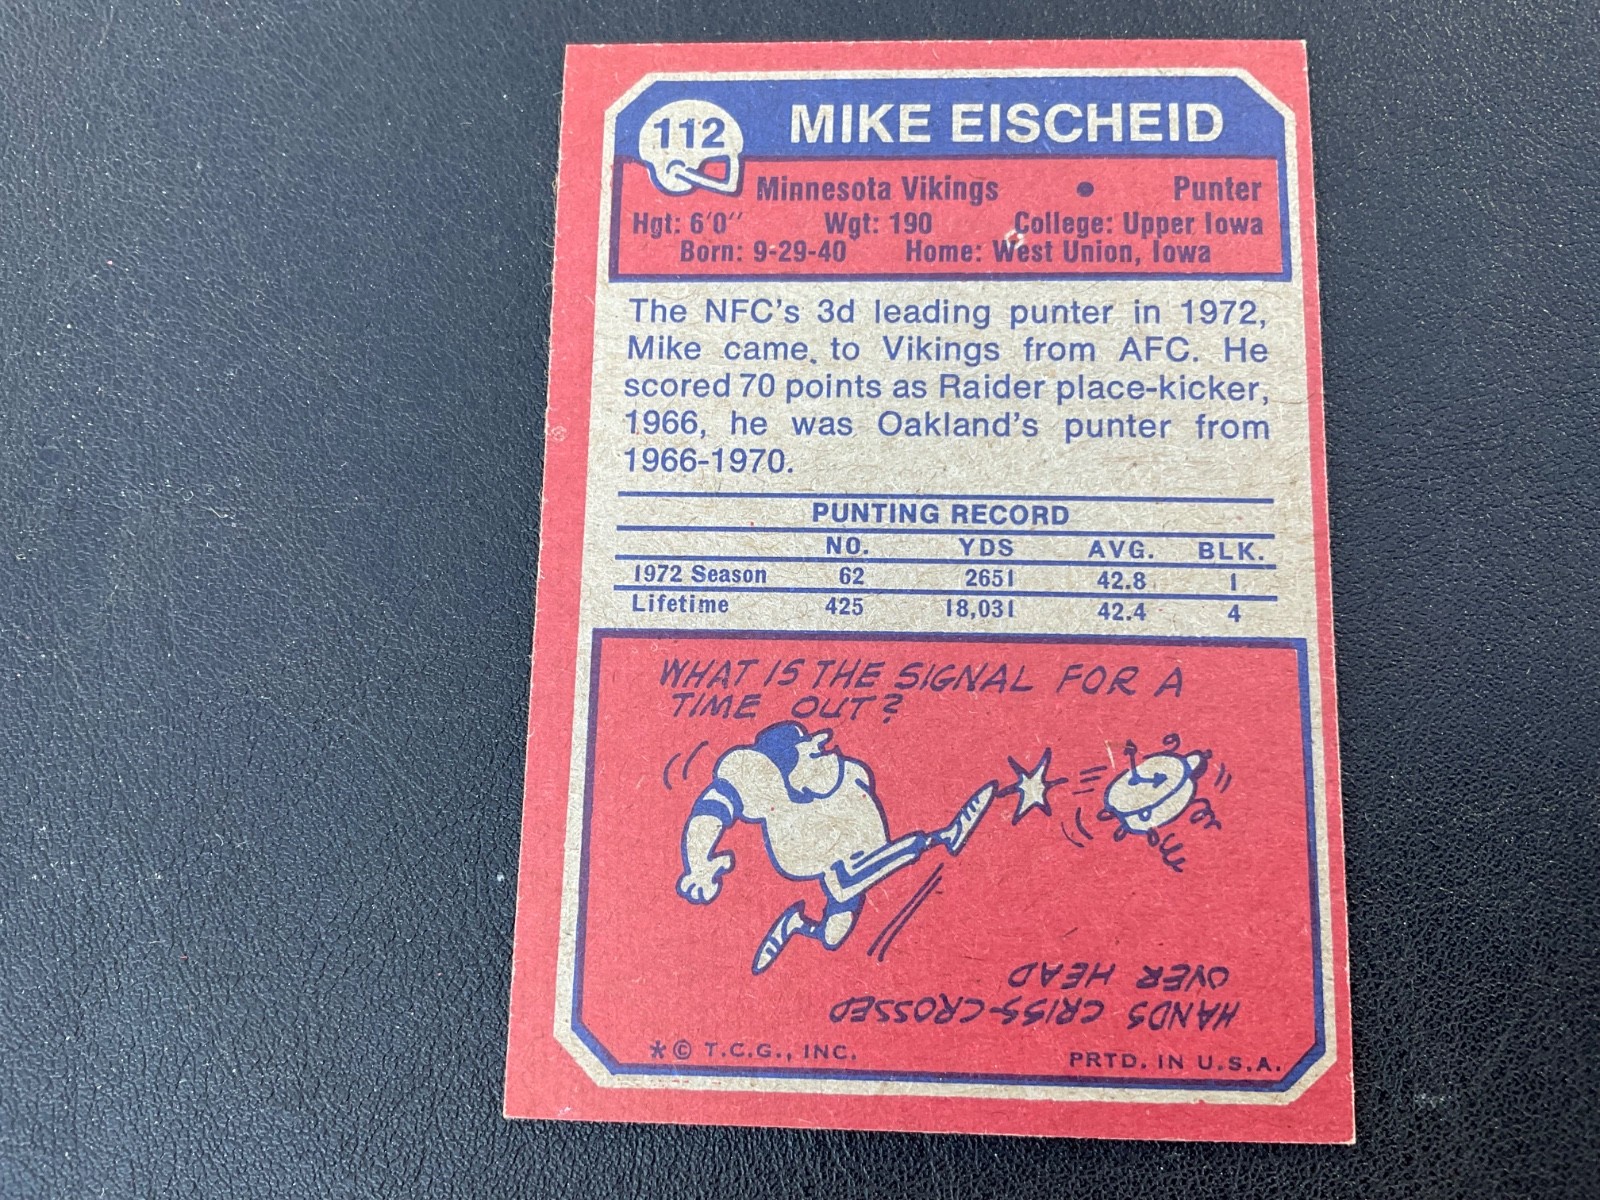 112 MIKE EISCHEID
Minnesota Vikings • Punter
Hgt: 6'0" Wgt: 190 College: Upper Iowa
Born: 9-29-40 Home: West Union, Iowa
The NFC's 3d leading punter in 1972,
Mike came to Vikings from AFC. He
scored 70 points as Raider place-kicker,
1966, he was Oakland's punter from
1966-1970.
PUNTING RECORD
NO. YDS AVG. BLK.
1972 Season 62 2651 42.8 1
Lifetime 425 18,031 42.4 4
WHAT IS THE SIGNAL FOR A
TIME OUT?
HANDS CRISS-CROSSED
OVER HEAD
*© T.C.G., INC. PRTD. IN U.S.A.